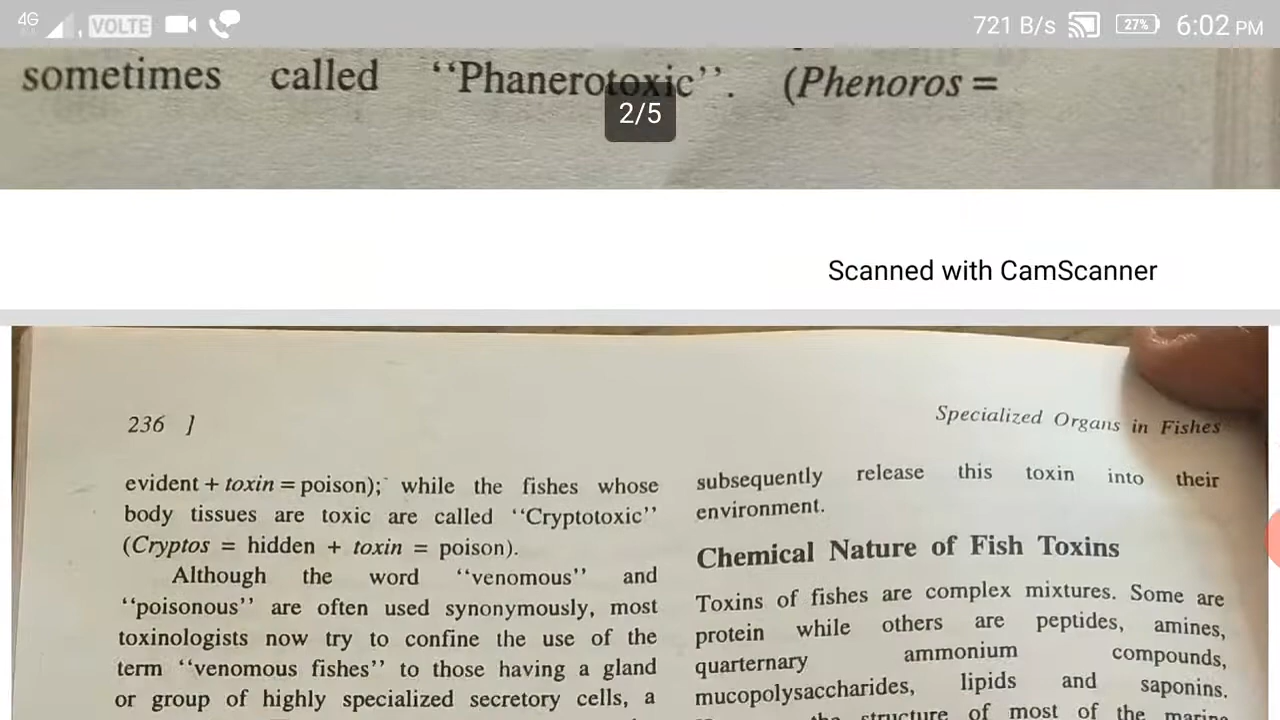 4G VOLTE 721 B/s 27% 6:02 PM
sometimes called ‘‘Phanerotoxic’’. (Phenoros =
2/5
Scanned with CamScanner
236 ]
Specialized Organs in Fishes
evident + toxin = poison); while the fishes whose
body tissues are toxic are called ‘‘Cryptotoxic’’
(Cryptos = hidden + toxin = poison).
Although the word ‘‘venomous’’ and
‘‘poisonous’’ are often used synonymously, most
toxinologists now try to confine the use of the
term ‘‘venomous fishes’’ to those having a gland
or group of highly specialized secretory cells, a
subsequently release this toxin into their
environment.
Chemical Nature of Fish Toxins
Toxins of fishes are complex mixtures. Some are
protein while others are peptides, amines,
quarternary ammonium compounds,
mucopolysaccharides, lipids and saponins.
the structure of most of the marine